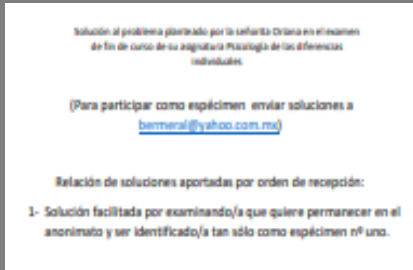 Solución al problema planteado por la señorita Oriana en el examen
de fin de curso de su asignatura Psicología de las diferencias
individuales
(Para participar como espécimen enviar soluciones a
bermeral@yahoo.com.mx)
Relación de soluciones aportadas por orden de recepción:
1- Solución facilitada por examinando/a que quiere permanecer en el
anonimato y ser identificado/a tan sólo como espécimen nº uno.